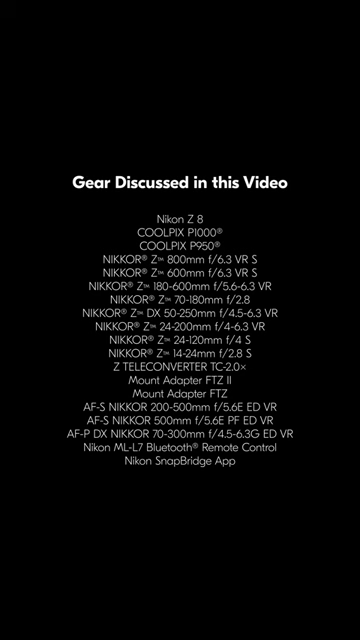 Gear Discussed in this Video
Nikon Z 8
COOLPIX P1000®
COOLPIX P950®
NIKKOR® Z™ 800mm f/6.3 VR S
NIKKOR® Z™ 600mm f/6.3 VR S
NIKKOR® Z™ 180-600mm f/5.6-6.3 VR
NIKKOR® Z™ 70-180mm f/2.8
NIKKOR® Z™ DX 50-250mm f/4.5-6.3 VR
NIKKOR® Z™ 24-200mm f/4-6.3 VR
NIKKOR® Z™ 24-120mm f/4 S
NIKKOR® Z™ 14-24mm f/2.8 S
Z TELECONVERTER TC-2.0×
Mount Adapter FTZ II
Mount Adapter FTZ
AF-S NIKKOR 200-500mm f/5.6E ED VR
AF-S NIKKOR 500mm f/5.6E PF ED VR
AF-P DX NIKKOR 70-300mm f/4.5-6.3G ED VR
Nikon ML-L7 Bluetooth® Remote Control
Nikon SnapBridge App